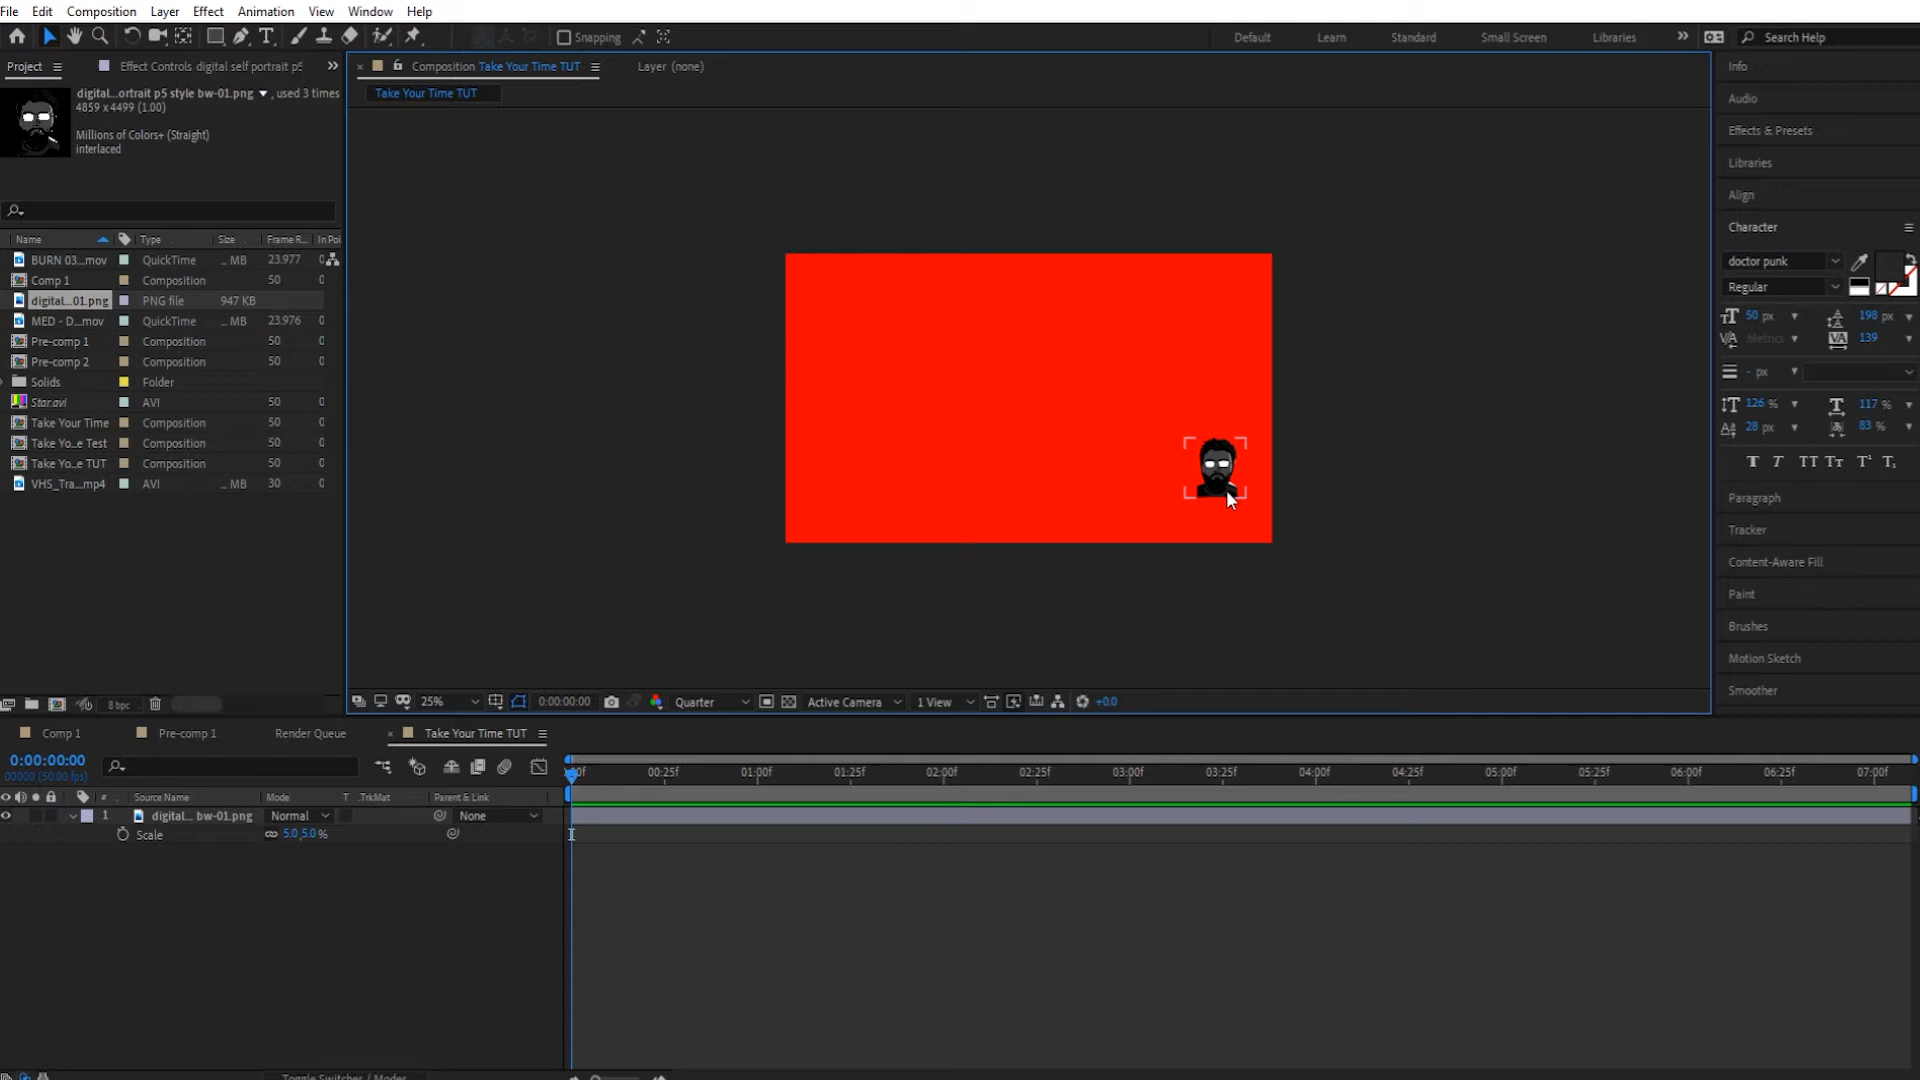 File Edit Composition Layer Effect Animation View Window Help
Snapping Default Learn Standard Small Screen Libraries Search Help
Project Effect Controls digital self portrait p5
Composition Take Your Time TUT Layer (none)
Take Your Time TUT
digital...ortrait p5 style bw-01.png , used 3 times
4859 x 4499 (1.00)
Millions of Colors+ (Straight)
interlaced
Name Type Size Frame R... In Poi
BURN 03...mov QuickTime ... MB 23.977 0
Comp 1 Composition 50 0
digital...01.png PNG file 947 KB
MED - D...mov QuickTime ... MB 23.976 0
Pre-comp 1 Composition 50 0
Pre-comp 2 Composition 50 0
Solids Folder
Star.avi AVI 50 0
Take Your Time Composition 50 0
Take Yo...e Test Composition 50 0
Take Yo...e TUT Composition 50 0
VHS_Tra...mp4 AVI ... MB 30 0
8 bpc
25% 0:00:00:00 Quarter Active Camera 1 View +0.0
Info
Audio
Effects & Presets
Libraries
Align
Character
doctor punk
Regular
50 px 198 px
Metrics 139
- px
126 % 117 %
28 px 83 %
T T TT Tt T¹ T₁
Paragraph
Tracker
Content-Aware Fill
Paint
Brushes
Motion Sketch
Smoother
Comp 1 Pre-comp 1 Render Queue Take Your Time TUT
0:00:00:00
00000 (50.00 fps)
:00f 00:25f 01:00f 01:25f 02:00f 02:25f 03:00f 03:25f 04:00f 04:25f 05:00f 05:25f 06:00f 06:25f 07:00f
# Source Name Mode T .TrkMat Parent & Link
1 digital... bw-01.png Normal None
Scale 5.0,5.0 %
Toggle Switches / Modes